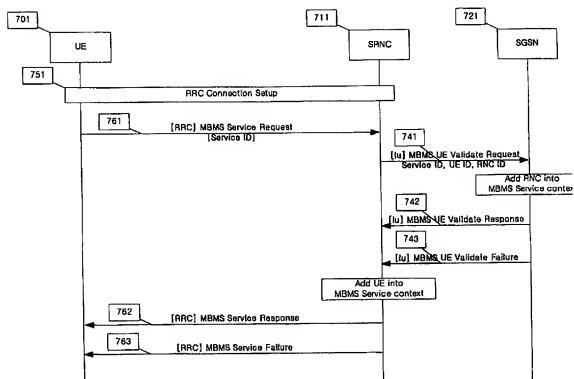 701
711
721
UE
SRNC
SGSN
751
RRC Connection Setup
761
[RRC] MBMS Service Request
[Service ID]
741
[Iu] MBMS UE Validate Request
Service ID, UE ID, RNC ID
Add RNC into
MBMS Service contex
742
[Iu] MBMS UE Validate Response
743
[Iu] MBMS UE Validate Failure
Add UE into
MBMS Service context
762
[RRC] MBMS Service Response
763
[RRC] MBMS Service Failure